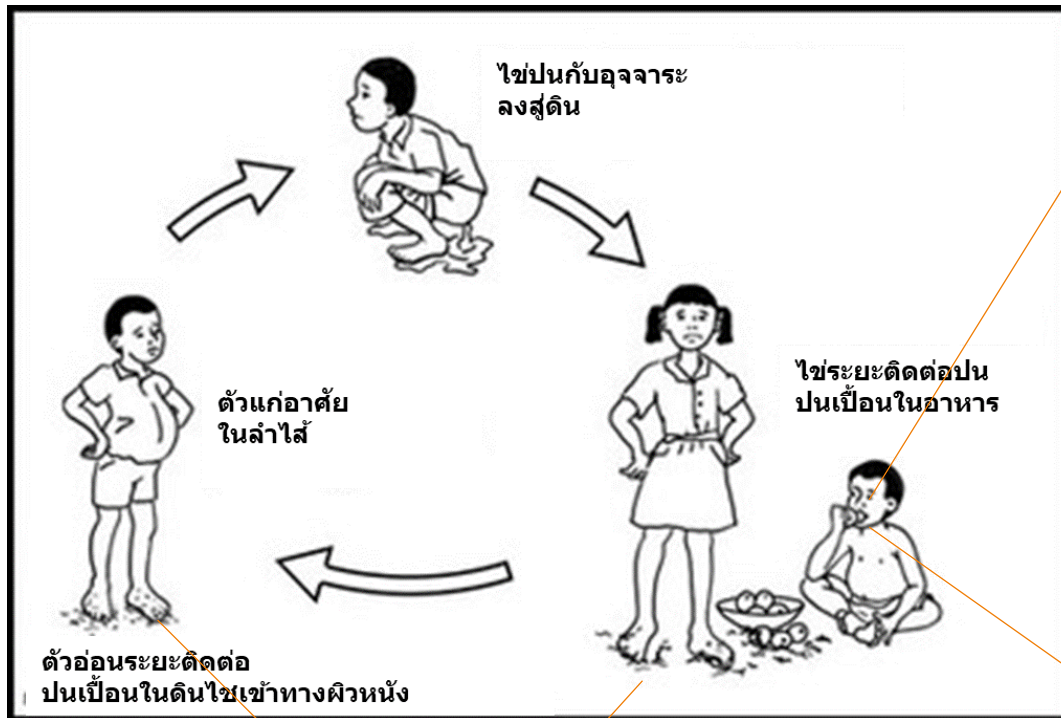 ไข่ปนกับอุจจาระ
ลงสู่ดิน
ไข่ระยะติดต่อปน
ปนเปื้อนในอาหาร
ตัวแก่อาศัย
ในลำไส้
ตัวอ่อนระยะติดต่อ
ปนเปื้อนในดินไชเข้าทางผิวหนัง